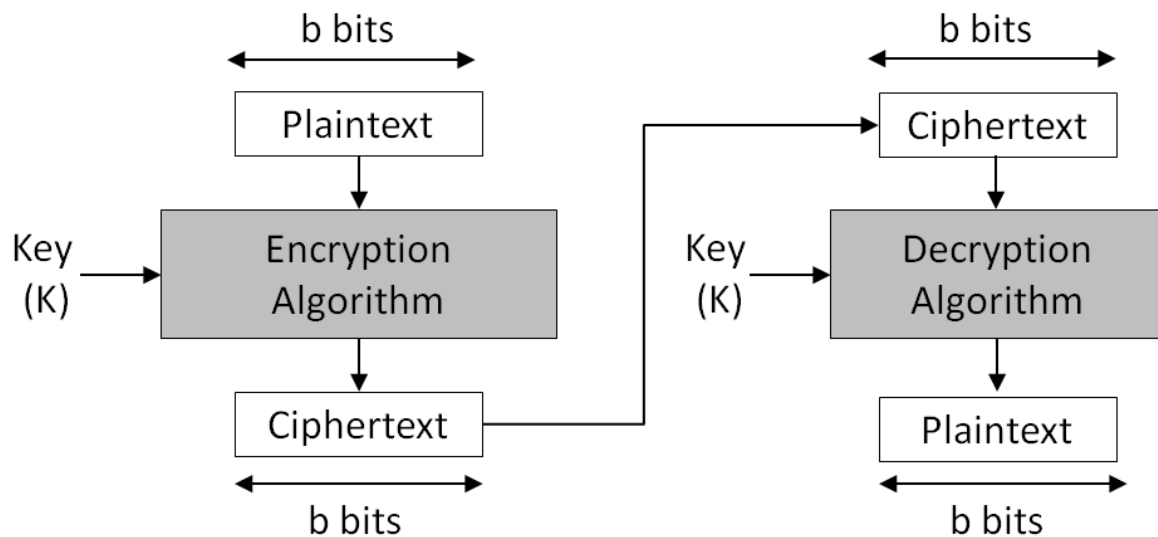 b bits
Plaintext
Key
(K)
Encryption
Algorithm
Ciphertext
b bits
b bits
Ciphertext
Key
(K)
Decryption
Algorithm
Plaintext
b bits